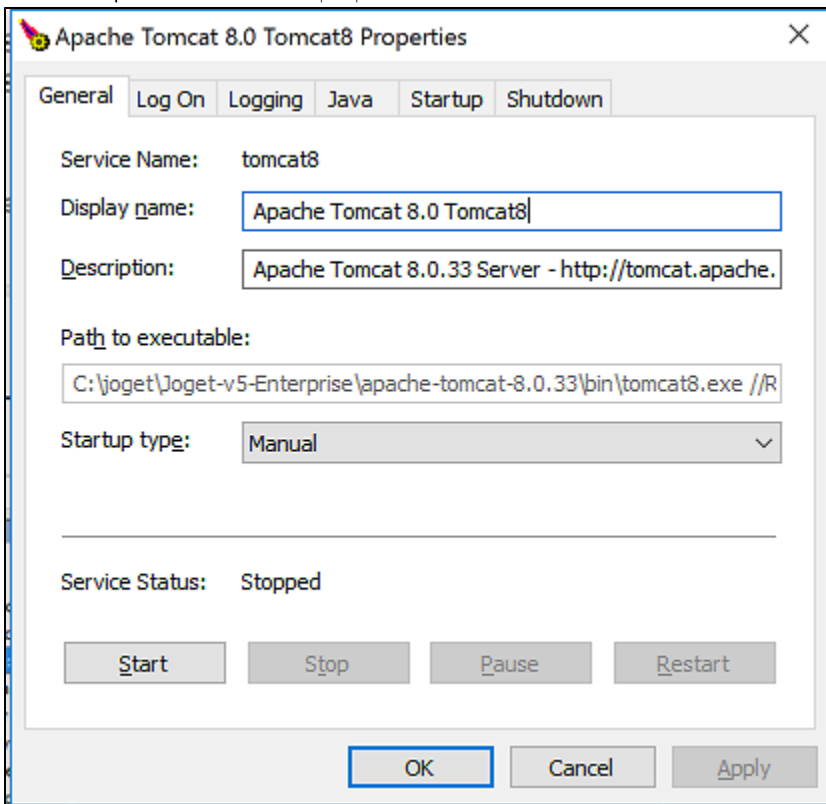 Apache Tomcat 8.0 Tomcat8 Properties
General Log On Logging Java Startup Shutdown
Service Name: tomcat8
Display name: Apache Tomcat 8.0 Tomcat8
Description: Apache Tomcat 8.0.33 Server - http://tomcat.apache.
Path to executable:
C:\joget\Joget-v5-Enterprise\apache-tomcat-8.0.33\bin\tomcat8.exe //R
Startup type: Manual
Service Status: Stopped
Start Stop Pause Restart
OK Cancel Apply